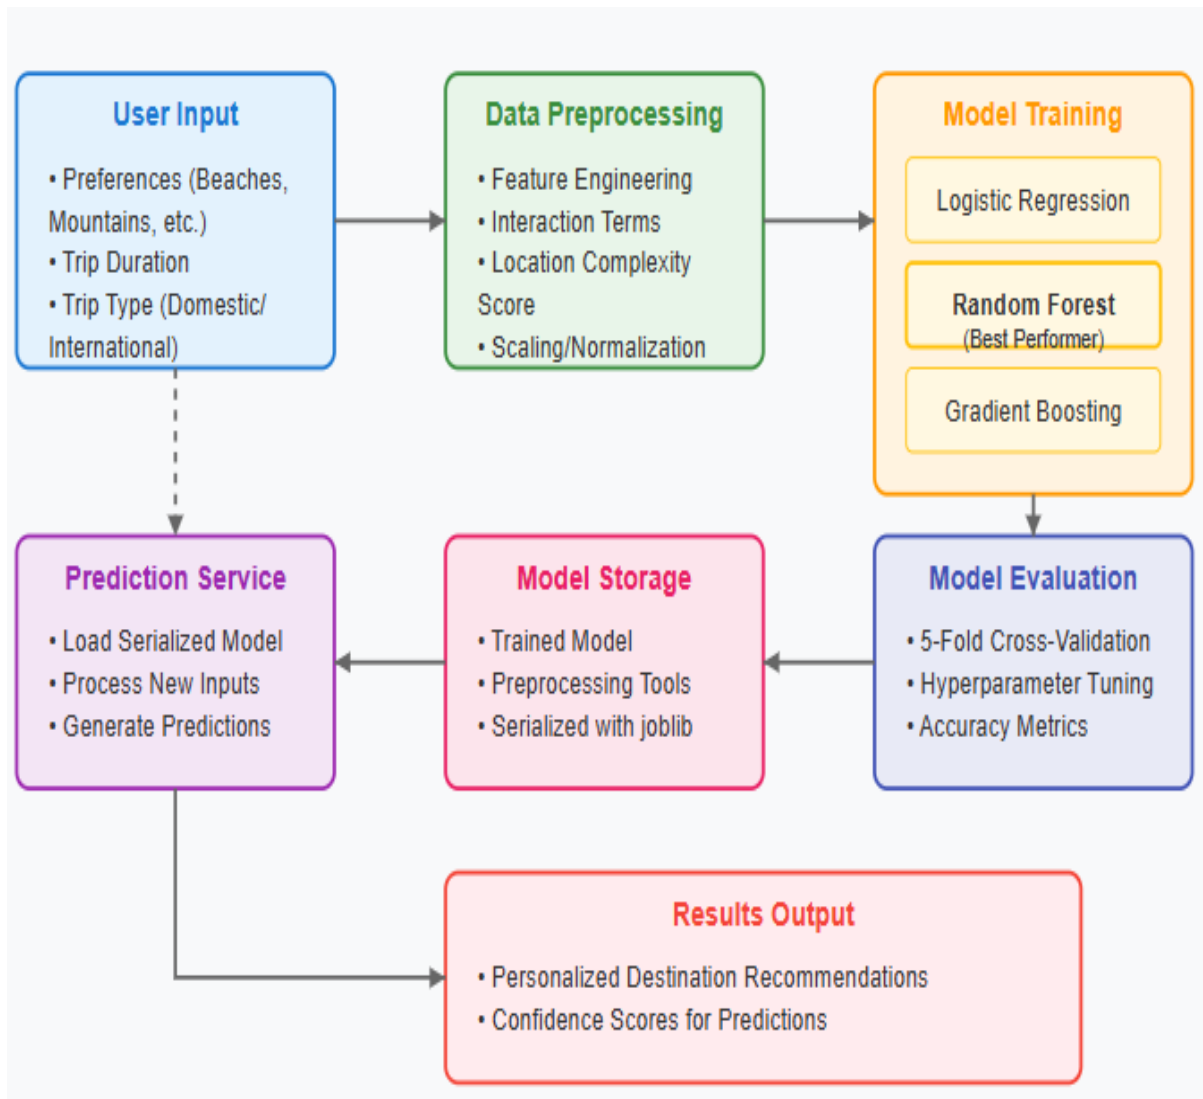 User Input
• Preferences (Beaches,
Mountains, etc.)
• Trip Duration
• Trip Type (Domestic/
International)
Data Preprocessing
• Feature Engineering
• Interaction Terms
• Location Complexity
Score
• Scaling/Normalization
Model Training
Logistic Regression
Random Forest
(Best Performer)
Gradient Boosting
Prediction Service
• Load Serialized Model
• Process New Inputs
• Generate Predictions
Model Storage
• Trained Model
• Preprocessing Tools
• Serialized with joblib
Model Evaluation
• 5-Fold Cross-Validation
• Hyperparameter Tuning
• Accuracy Metrics
Results Output
• Personalized Destination Recommendations
• Confidence Scores for Predictions